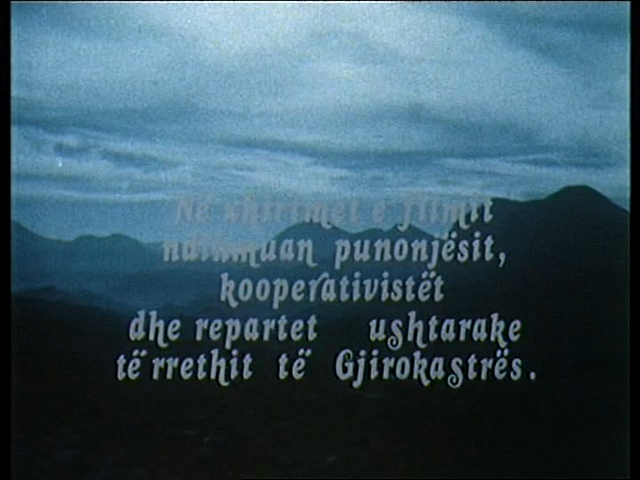 Në xhirimet e filmit
ndihmuan punonjësit,
kooperativistët
dhe repartet ushtarake
të rrethit të Gjirokastrës.